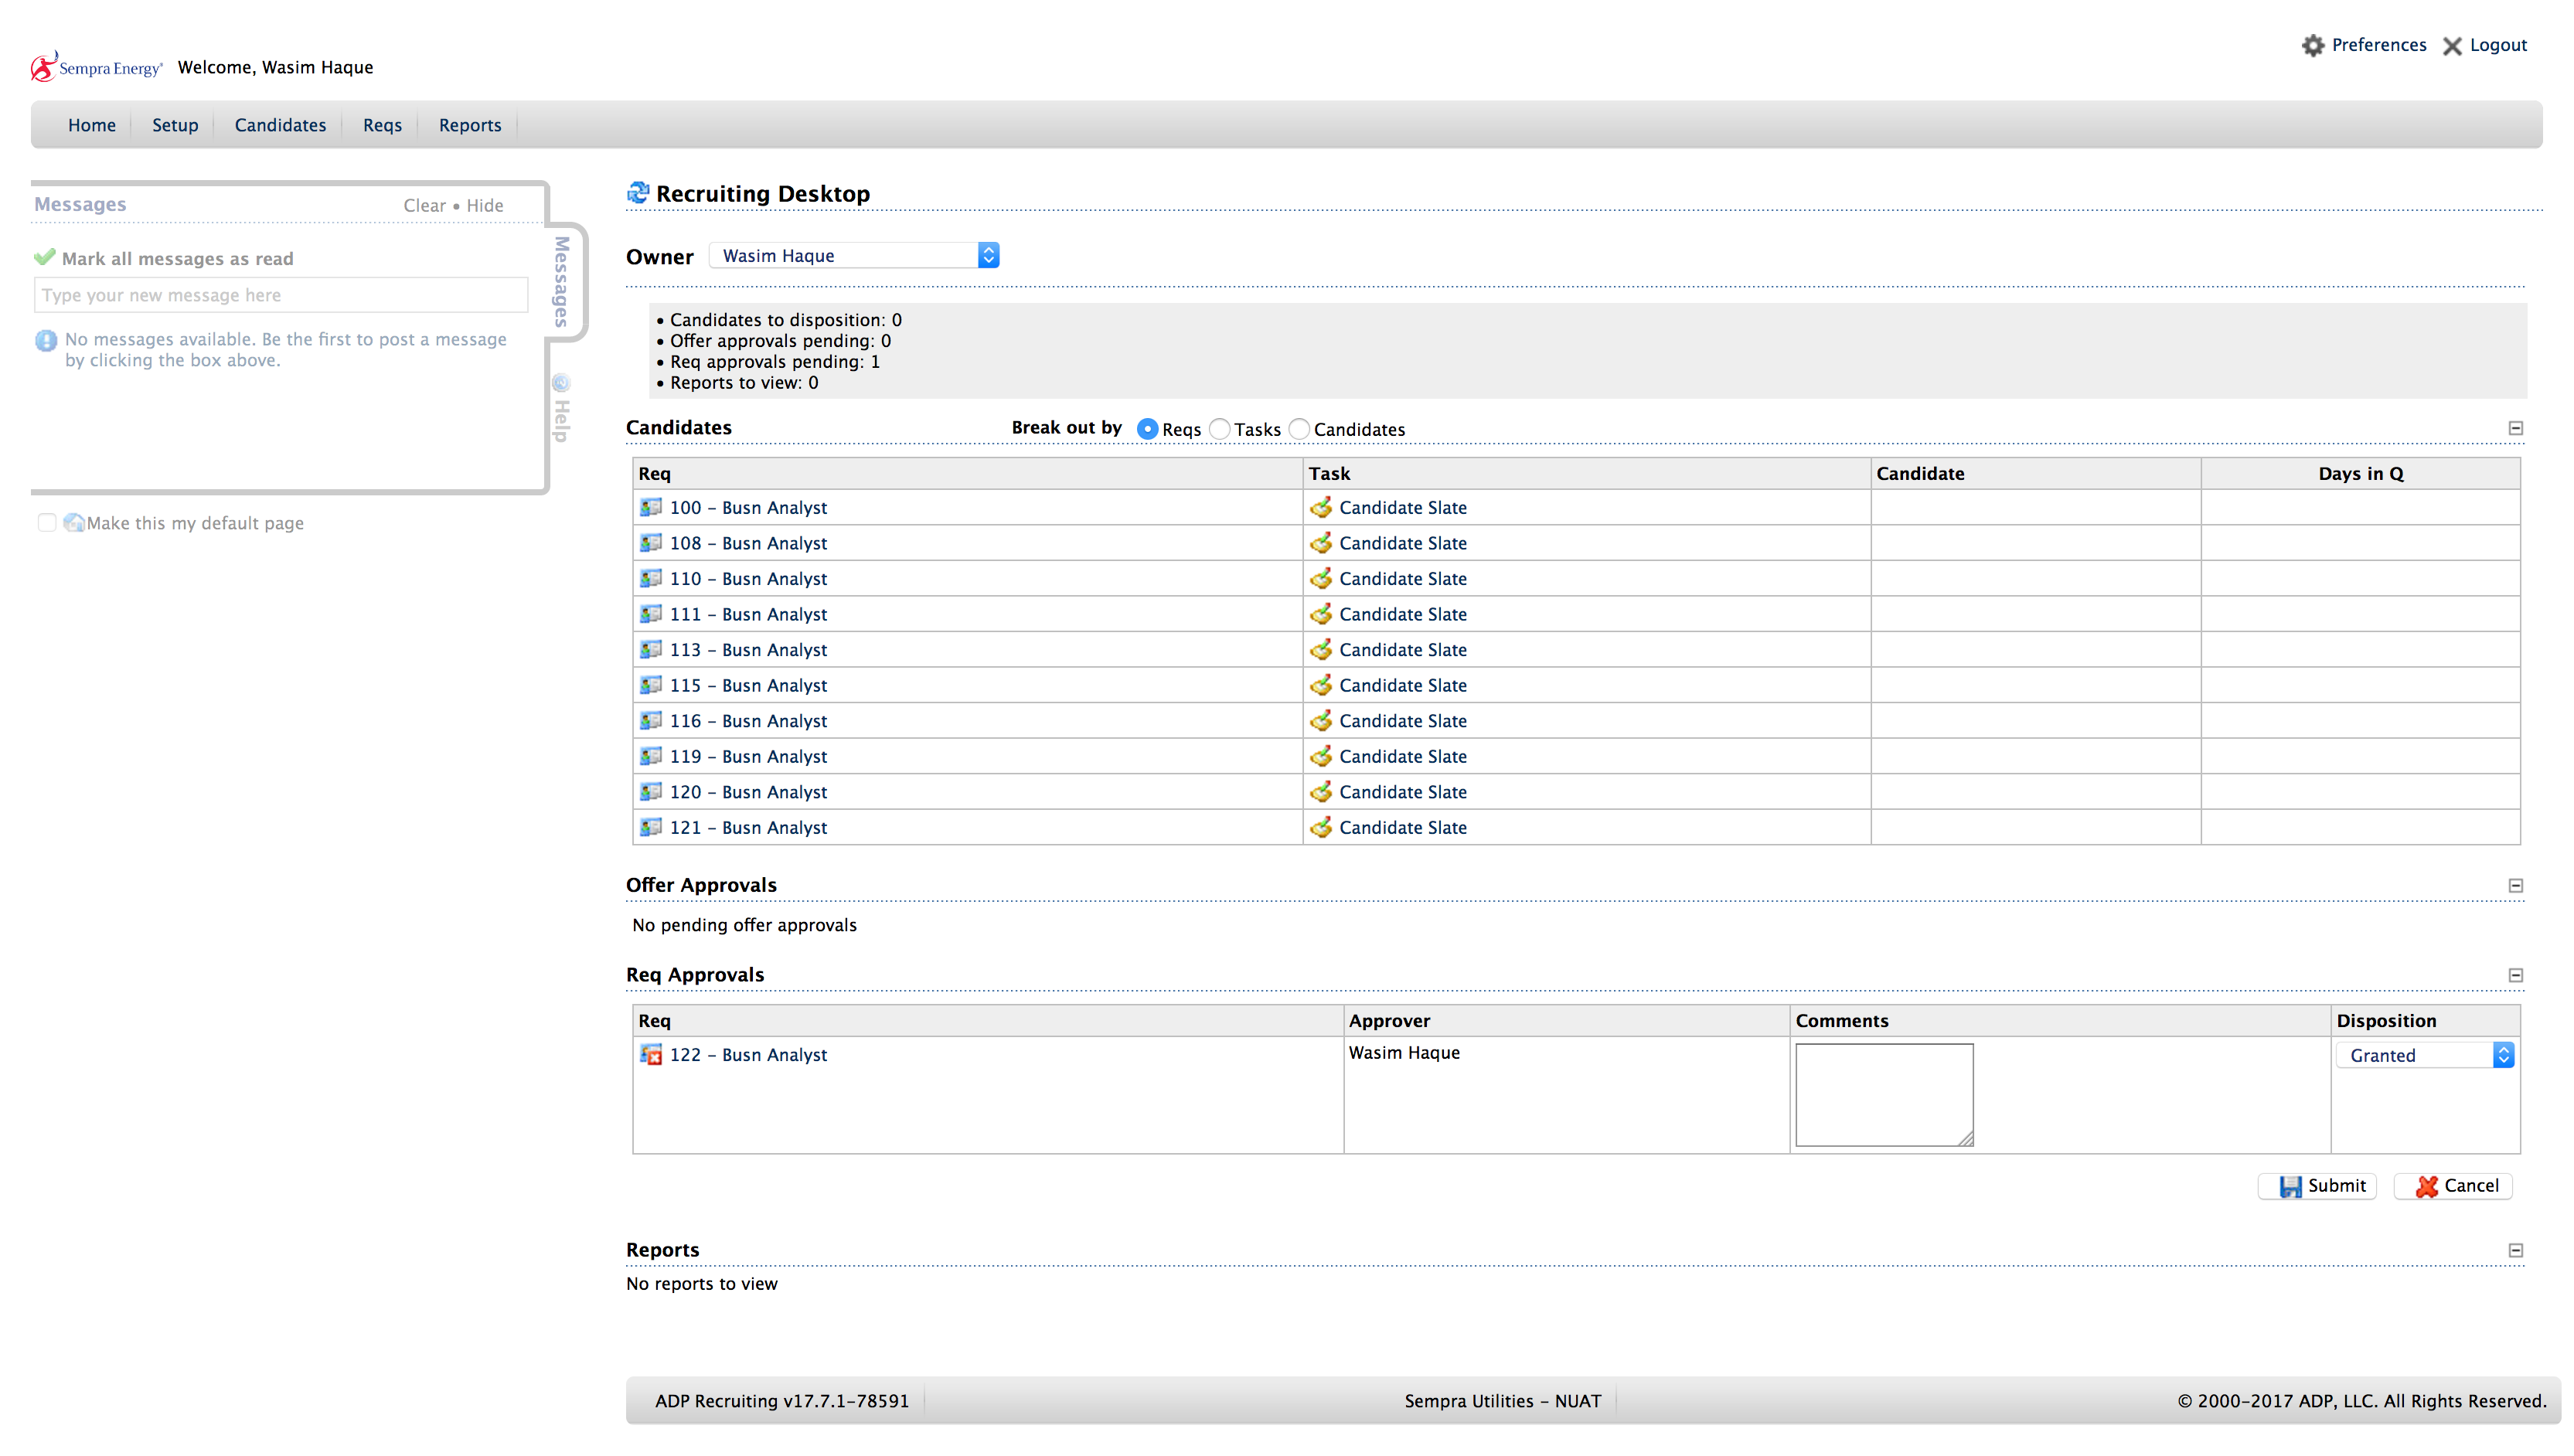 Preferences Logout
Sempra Energy® Welcome, Wasim Haque
Home Setup Candidates Reqs Reports
Messages Clear • Hide
Mark all messages as read
Type your new message here
No messages available. Be the first to post a message
by clicking the box above.
Messages
Help
Make this my default page
Recruiting Desktop
Owner Wasim Haque
• Candidates to disposition: 0
• Offer approvals pending: 0
• Req approvals pending: 1
• Reports to view: 0
Candidates Break out by Reqs Tasks Candidates
Req Task Candidate Days in Q
100 – Busn Analyst Candidate Slate
108 – Busn Analyst Candidate Slate
110 – Busn Analyst Candidate Slate
111 – Busn Analyst Candidate Slate
113 – Busn Analyst Candidate Slate
115 – Busn Analyst Candidate Slate
116 – Busn Analyst Candidate Slate
119 – Busn Analyst Candidate Slate
120 – Busn Analyst Candidate Slate
121 – Busn Analyst Candidate Slate
Offer Approvals
No pending offer approvals
Req Approvals
Req Approver Comments Disposition
122 – Busn Analyst Wasim Haque Granted
Submit Cancel
Reports
No reports to view
ADP Recruiting v17.7.1–78591 Sempra Utilities – NUAT © 2000–2017 ADP, LLC. All Rights Reserved.